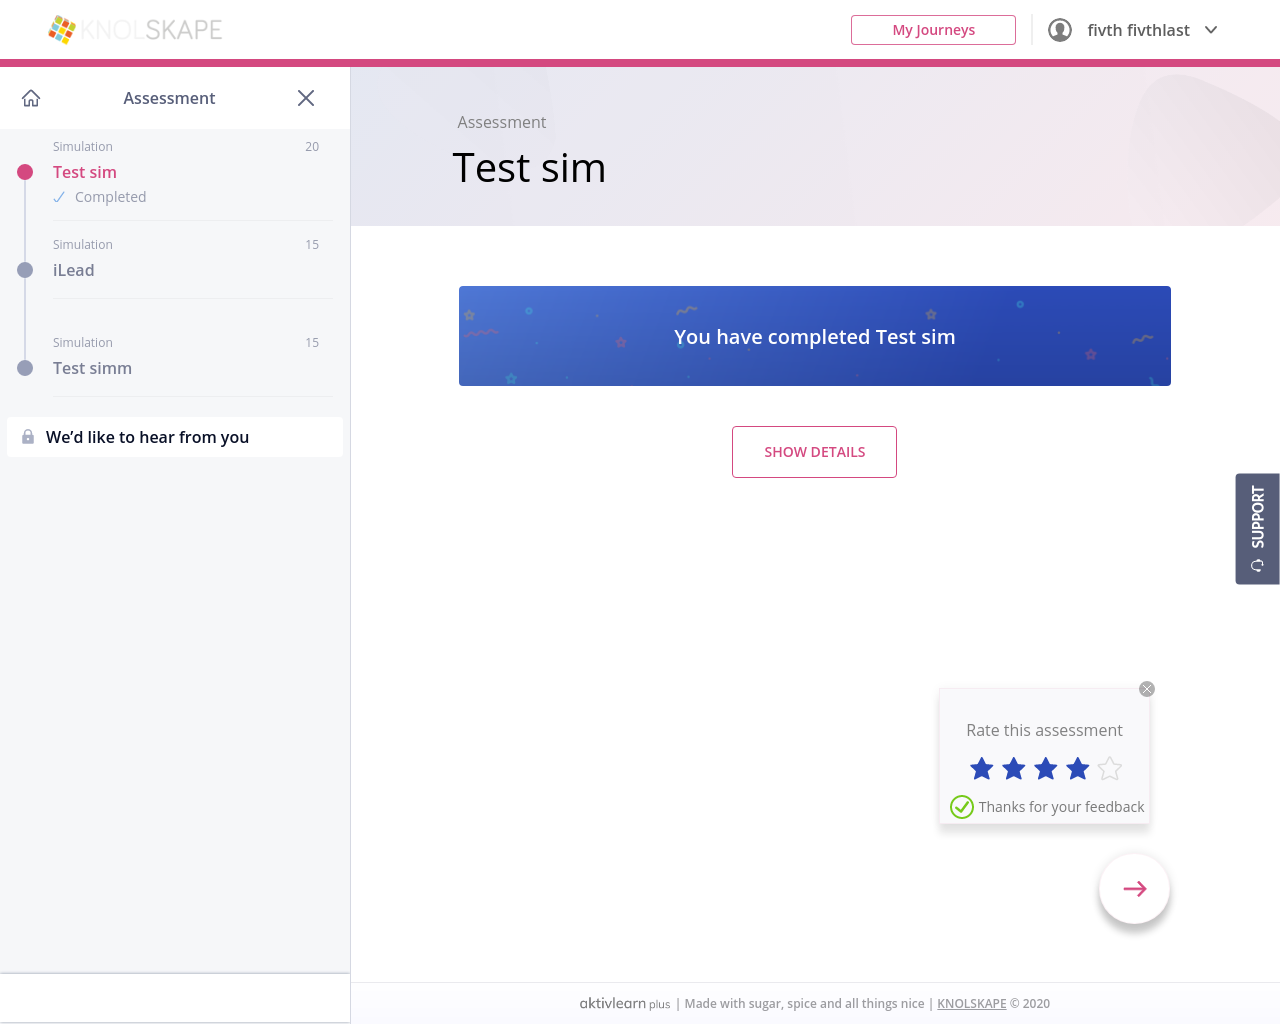 KNOLSKAPE
My Journeys
fivth fivthlast
Assessment
Simulation 20
Test sim
Completed
Simulation 15
iLead
Simulation 15
Test simm
We’d like to hear from you
Assessment
Test sim
You have completed Test sim
SHOW DETAILS
SUPPORT
Rate this assessment
Thanks for your feedback
aktivlearn plus | Made with sugar, spice and all things nice | KNOLSKAPE © 2020